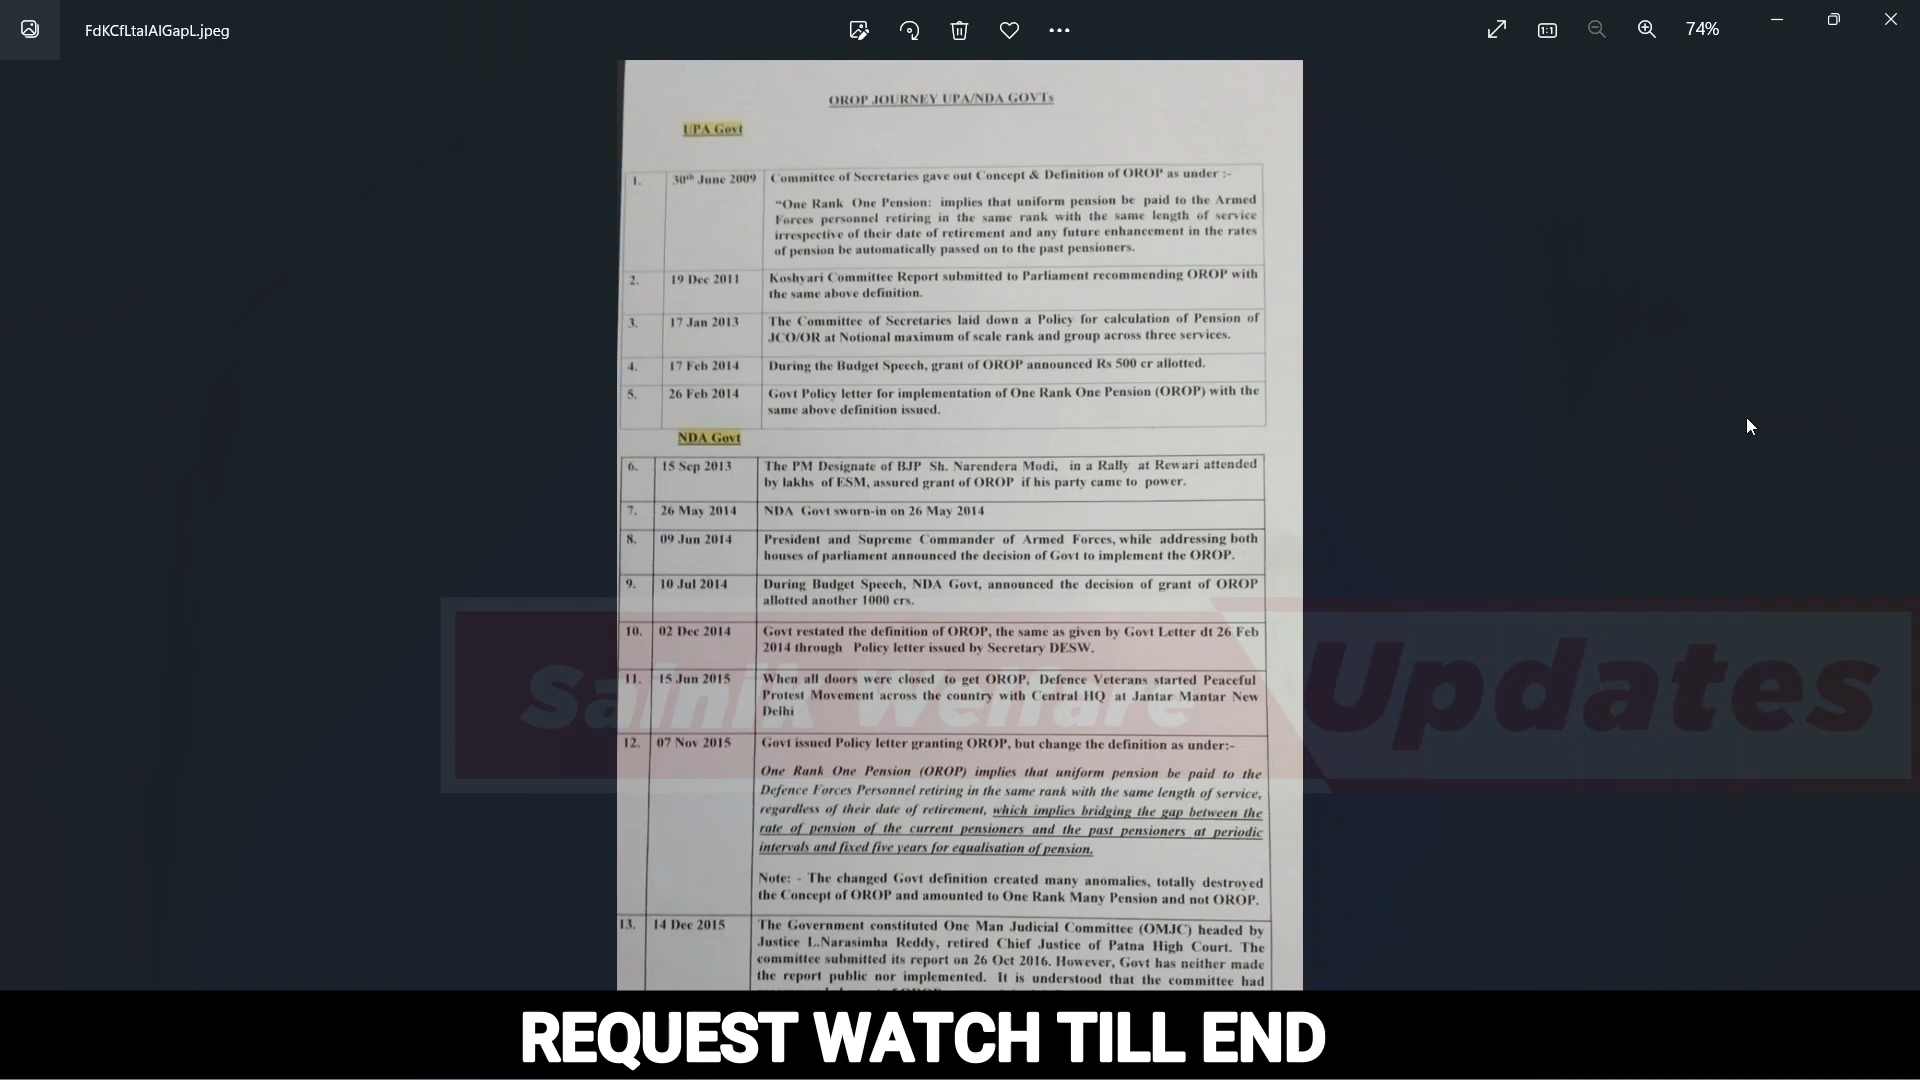 FdKCfLtaIAIGapL.jpeg
74%
OROP JOURNEY UPA/NDA GOVTs
UPA Govt
1. 30th June 2009 Committee of Secretaries gave out Concept & Definition of OROP as under :-
"One Rank One Pension: implies that uniform pension be paid to the Armed
Forces personnel retiring in the same rank with the same length of service
irrespective of their date of retirement and any future enhancement in the rates
of pension be automatically passed on to the past pensioners.
2. 19 Dec 2011 Koshyari Committee Report submitted to Parliament recommending OROP with
the same above definition.
3. 17 Jan 2013 The Committee of Secretaries laid down a Policy for calculation of Pension of
JCO/OR at Notional maximum of scale rank and group across three services.
4. 17 Feb 2014 During the Budget Speech, grant of OROP announced Rs 500 cr allotted.
5. 26 Feb 2014 Govt Policy letter for implementation of One Rank One Pension (OROP) with the
same above definition issued.
NDA Govt
6. 15 Sep 2013 The PM Designate of BJP Sh. Narendera Modi, in a Rally at Rewari attended
by lakhs of ESM, assured grant of OROP if his party came to power.
7. 26 May 2014 NDA Govt sworn-in on 26 May 2014
8. 09 Jun 2014 President and Supreme Commander of Armed Forces, while addressing both
houses of parliament announced the decision of Govt to implement the OROP.
9. 10 Jul 2014 During Budget Speech, NDA Govt, announced the decision of grant of OROP
allotted another 1000 crs.
10. 02 Dec 2014 Govt restated the definition of OROP, the same as given by Govt Letter dt 26 Feb
2014 through Policy letter issued by Secretary DESW.
11. 15 Jun 2015 When all doors were closed to get OROP, Defence Veterans started Peaceful
Protest Movement across the country with Central HQ at Jantar Mantar New
Delhi
Sainik Welfare Updates
12. 07 Nov 2015 Govt issued Policy letter granting OROP, but change the definition as under:-
One Rank One Pension (OROP) implies that uniform pension be paid to the
Defence Forces Personnel retiring in the same rank with the same length of service,
regardless of their date of retirement, which implies bridging the gap between the
rate of pension of the current pensioners and the past pensioners at periodic
intervals and fixed five years for equalisation of pension.
Note: - The changed Govt definition created many anomalies, totally destroyed
the Concept of OROP and amounted to One Rank Many Pension and not OROP.
13. 14 Dec 2015 The Government constituted One Man Judicial Committee (OMJC) headed by
Justice L.Narasimha Reddy, retired Chief Justice of Patna High Court. The
committee submitted its report on 26 Oct 2016. However, Govt has neither made
the report public nor implemented. It is understood that the committee had
REQUEST WATCH TILL END